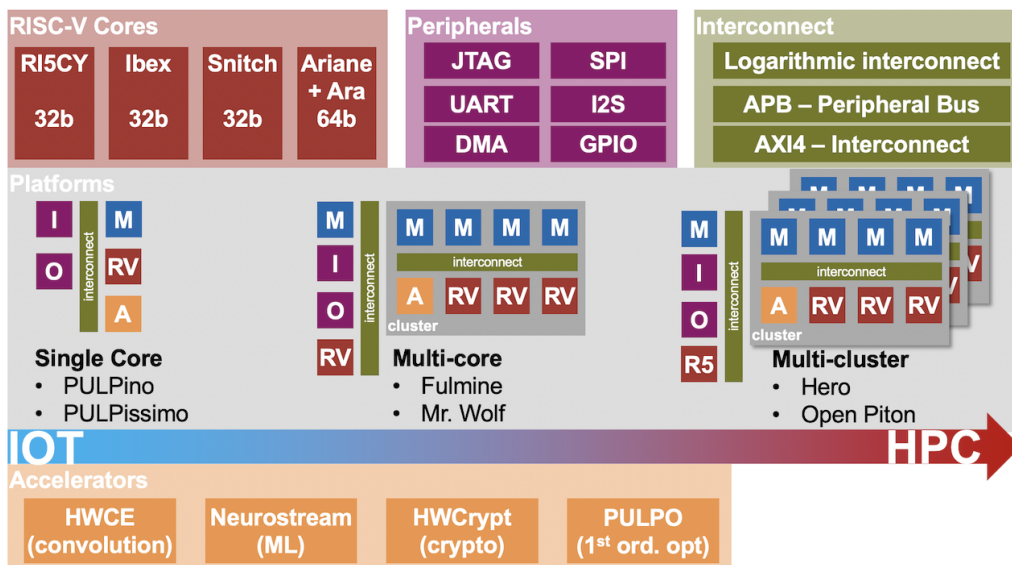 RISC-V Cores
RI5CY
32b
Ibex
32b
Snitch
32b
Ariane
+ Ara
64b
Peripherals
JTAG
SPI
UART
I2S
DMA
GPIO
Interconnect
Logarithmic interconnect
APB – Peripheral Bus
AXI4 – Interconnect
Platforms
I
O
interconnect
M
RV
A
Single Core
• PULPino
• PULPissimo
M
I
O
RV
interconnect
M M M M
interconnect
A RV RV RV
cluster
Multi-core
• Fulmine
• Mr. Wolf
M
I
O
R5
interconnect
M M M M
M M M M
M M M M
interconnect
A RV RV RV
cluster
Multi-cluster
• Hero
• Open Piton
IOT
HPC
Accelerators
HWCE
(convolution)
Neurostream
(ML)
HWCrypt
(crypto)
PULPO
(1st ord. opt)